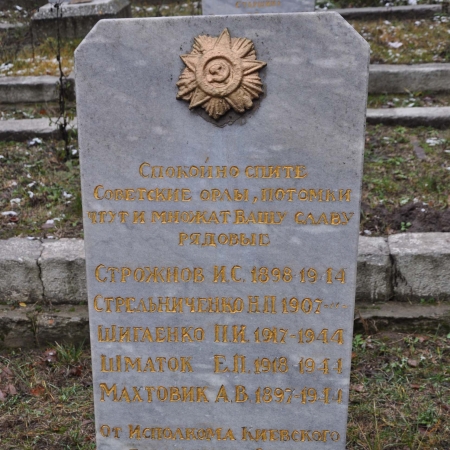 Спокойно спите
Советские орлы, потомки
чтут и множат Вашу славу
рядовые
Строжнов И.С. 1898-1944
Стрельниченко Н.П 1907-
Шигаенко П.И. 1917-1944
Шматок Е.П. 1918-1944
Махтовик А.В. 1897-1944
от Исполкома Киевского